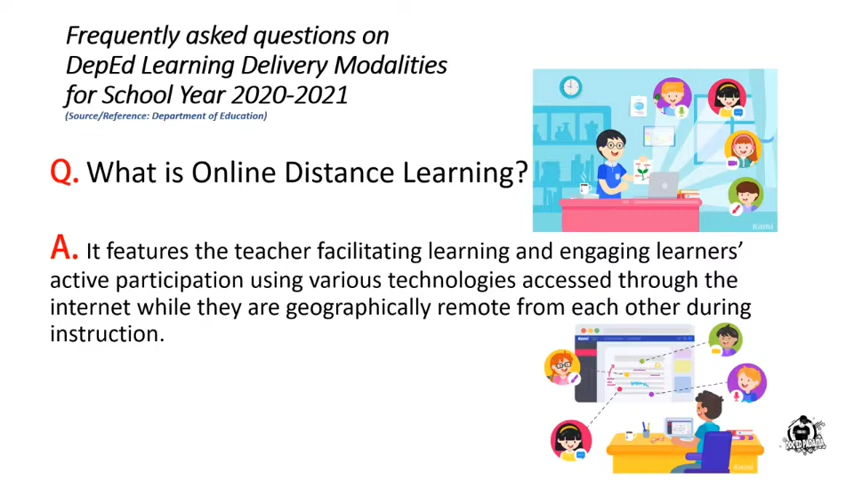 Frequently asked questions on
DepEd Learning Delivery Modalities
for School Year 2020-2021
(Source/Reference: Department of Education)
Q. What is Online Distance Learning?
A. It features the teacher facilitating learning and engaging learners’
active participation using various technologies accessed through the
internet while they are geographically remote from each other during
instruction.